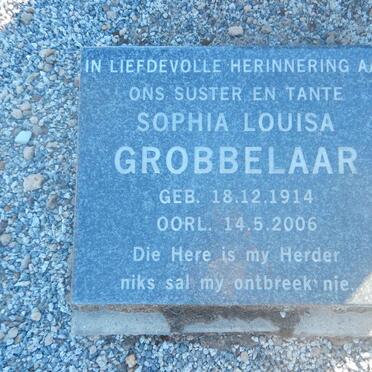 IN LIEFDEVOLLE HERINNERING AA
ONS SUSTER EN TANTE
SOPHIA LOUISA
GROBBELAAR
GEB. 18.12.1914
OORL. 14.5.2006
Die Here is my Herder
niks sal my ontbreek nie.